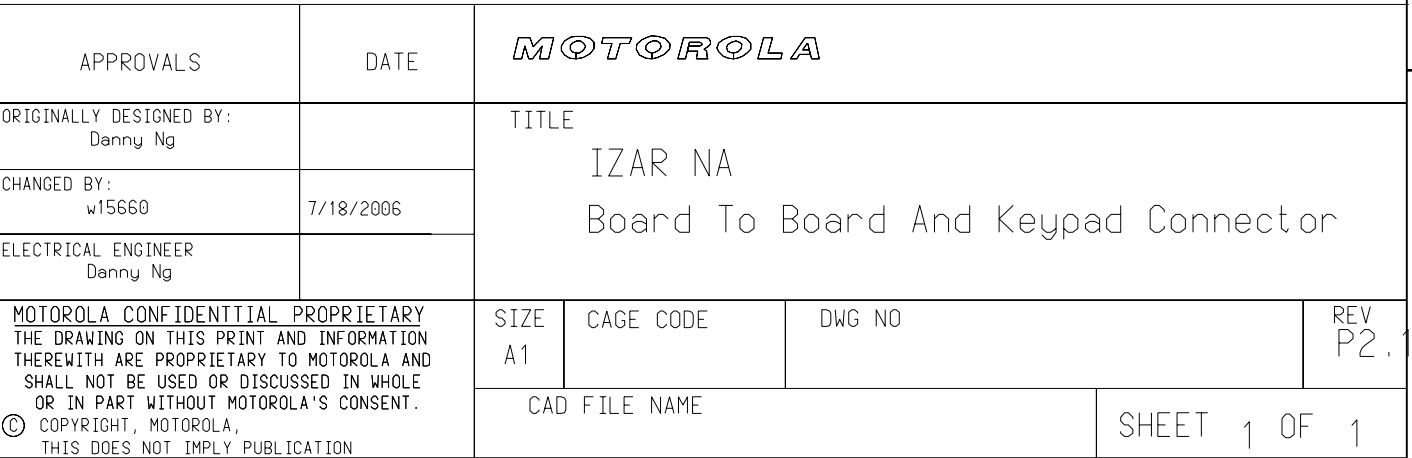 APPROVALS DATE
MOTOROLA
ORIGINALLY DESIGNED BY:
Danny Ng
CHANGED BY:
w15660 7/18/2006
ELECTRICAL ENGINEER
Danny Ng
TITLE
IZAR NA
Board To Board And Keypad Connector
MOTOROLA CONFIDENTTIAL PROPRIETARY
THE DRAWING ON THIS PRINT AND INFORMATION
THEREWITH ARE PROPRIETARY TO MOTOROLA AND
SHALL NOT BE USED OR DISCUSSED IN WHOLE
OR IN PART WITHOUT MOTOROLA'S CONSENT.
© COPYRIGHT, MOTOROLA,
THIS DOES NOT IMPLY PUBLICATION
SIZE CAGE CODE DWG NO REV
A1 P2.1
CAD FILE NAME
SHEET 1 OF 1